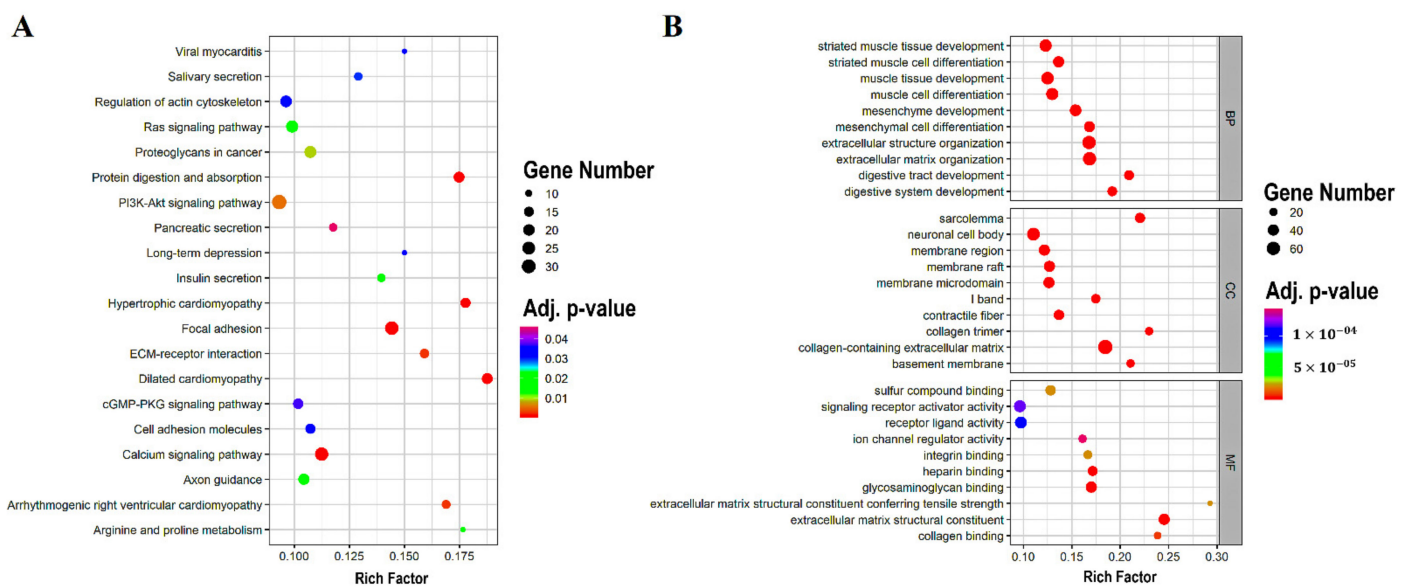 A
Viral myocarditis
Salivary secretion
Regulation of actin cytoskeleton
Ras signaling pathway
Proteoglycans in cancer
Protein digestion and absorption
PI3K-Akt signaling pathway
Pancreatic secretion
Long-term depression
Insulin secretion
Hypertrophic cardiomyopathy
Focal adhesion
ECM-receptor interaction
Dilated cardiomyopathy
cGMP-PKG signaling pathway
Cell adhesion molecules
Calcium signaling pathway
Axon guidance
Arrhythmogenic right ventricular cardiomyopathy
Arginine and proline metabolism
0.100 0.125 0.150 0.175
Rich Factor
Gene Number
10
15
20
25
30
Adj. p-value
0.04
0.03
0.02
0.01
B
striated muscle tissue development
striated muscle cell differentiation
muscle tissue development
muscle cell differentiation
mesenchyme development
mesenchymal cell differentiation
extracellular structure organization
extracellular matrix organization
digestive tract development
digestive system development
BP
sarcolemma
neuronal cell body
membrane region
membrane raft
membrane microdomain
I band
contractile fiber
collagen trimer
collagen-containing extracellular matrix
basement membrane
CC
sulfur compound binding
signaling receptor activator activity
receptor ligand activity
ion channel regulator activity
integrin binding
heparin binding
glycosaminoglycan binding
extracellular matrix structural constituent conferring tensile strength
extracellular matrix structural constituent
collagen binding
MF
0.10 0.15 0.20 0.25 0.30
Rich Factor
Gene Number
20
40
60
Adj. p-value
1 × 10⁻⁰⁴
5 × 10⁻⁰⁵